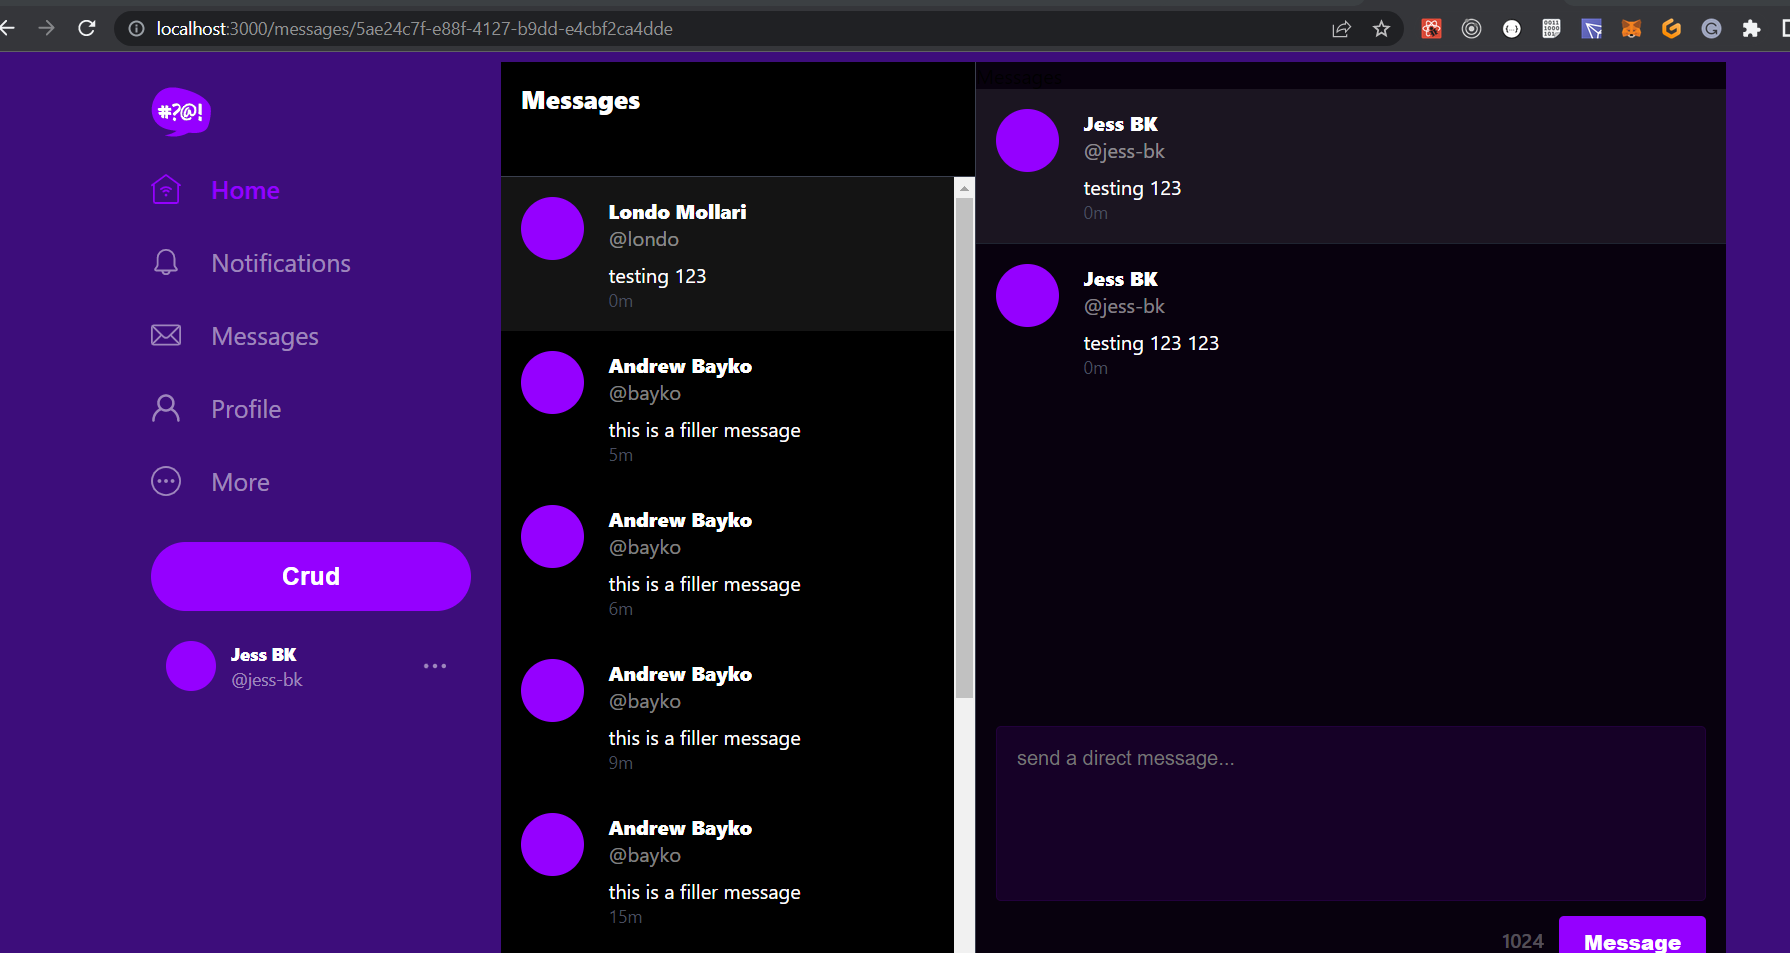 localhost:3000/messages/5ae24c7f-e88f-4127-b9dd-e4cbf2ca4dde
#?@!
Home
Notifications
Messages
Profile
More
Crud
Jess BK
@jess-bk
Messages
Londo Mollari
@londo
testing 123
0m
Andrew Bayko
@bayko
this is a filler message
5m
Andrew Bayko
@bayko
this is a filler message
6m
Andrew Bayko
@bayko
this is a filler message
9m
Andrew Bayko
@bayko
this is a filler message
15m
Messages
Jess BK
@jess-bk
testing 123
0m
Jess BK
@jess-bk
testing 123 123
0m
send a direct message...
1024
Message